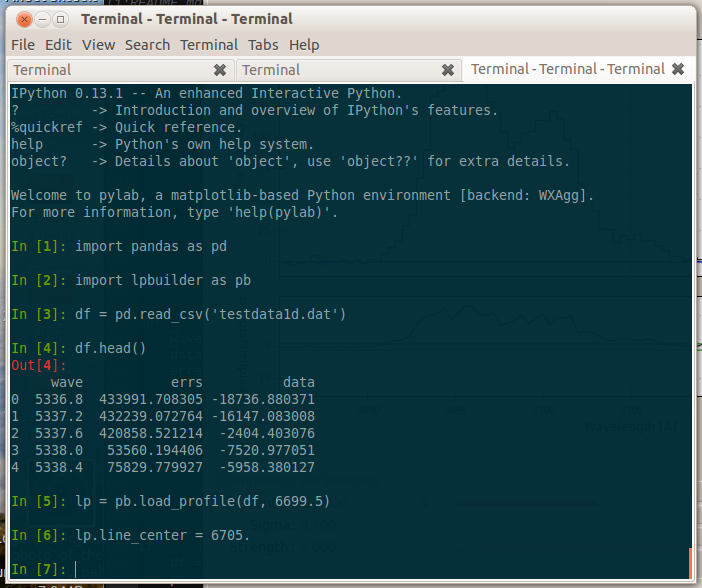 README md
Terminal - Terminal - Terminal
File Edit View Search Terminal Tabs Help
Terminal Terminal Terminal - Terminal - Terminal
IPython 0.13.1 -- An enhanced Interactive Python.
? -> Introduction and overview of IPython's features.
%quickref -> Quick reference.
help -> Python's own help system.
object? -> Details about 'object', use 'object??' for extra details.
Welcome to pylab, a matplotlib-based Python environment [backend: WXAgg].
For more information, type 'help(pylab)'.
In [1]: import pandas as pd
In [2]: import lpbuilder as pb
In [3]: df = pd.read_csv('testdata1d.dat')
In [4]: df.head()
Out[4]:
wave errs data
0 5336.8 433991.708305 -18736.880371
1 5337.2 432239.072764 -16147.083008
2 5337.6 420858.521214 -2404.403076
3 5338.0 53560.194406 -7520.977051
4 5338.4 75829.779927 -5958.380127
Wavelength [Å]
In [5]: lp = pb.load_profile(df, 6699.5)
Sigma:
In [6]: lp.line_center = 6705.
Strength:
In [7]: